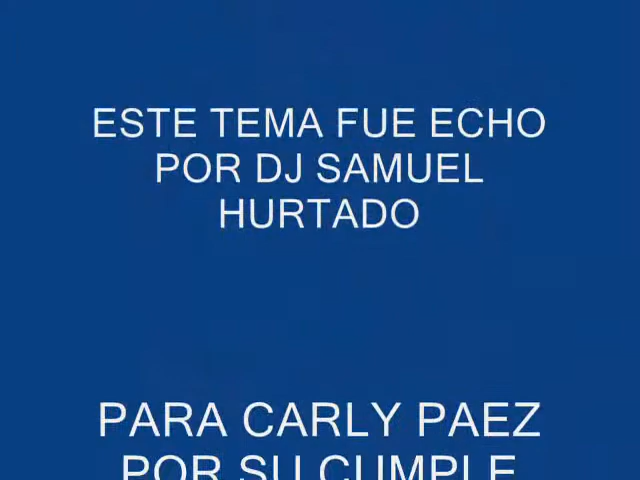 ESTE TEMA FUE ECHO
POR DJ SAMUEL
HURTADO
PARA CARLY PAEZ
POR SU CUMPLE